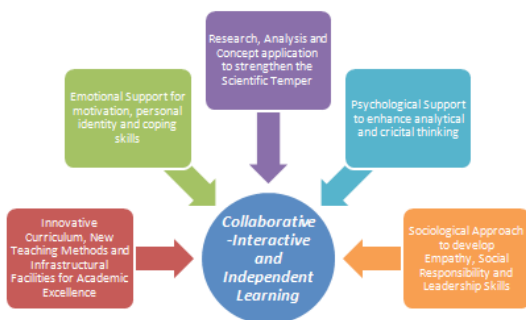 Research, Analysis and
Concept application
to strengthen the
Scientific Temper
Emotional Support for
motivation, personal
identity and coping
skills
Psychological Support
to enhance analytical
and cricital thinking
Innovative
Curriculum, New
Teaching Methods and
Infrastructural
Facilities for Academic
Excellence
Collaborative
-Interactive
and
Independent
Learning
Sociological Approach
to develop
Empathy, Social
Responsibility and
Leadership Skills